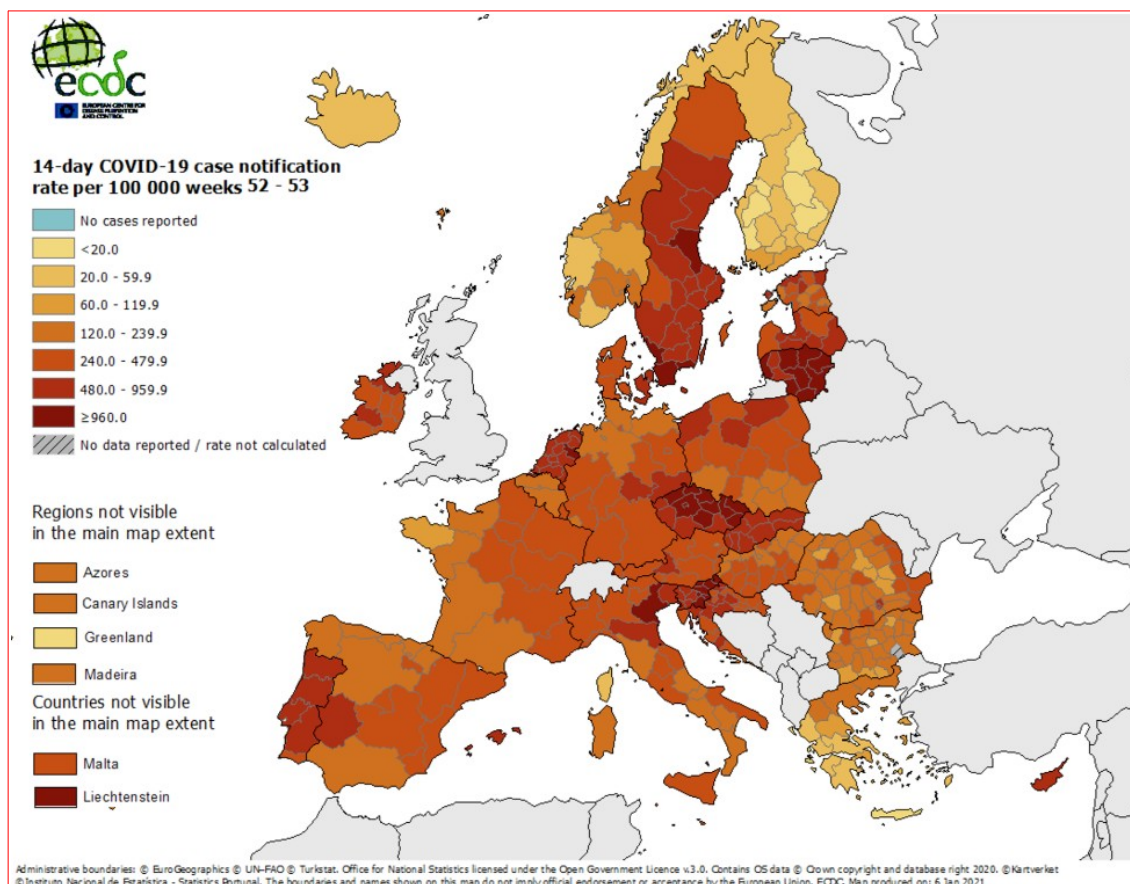 ecdc
EUROPEAN CENTRE FOR
DISEASE PREVENTION
AND CONTROL
14-day COVID-19 case notification
rate per 100 000 weeks 52 - 53
No cases reported
<20.0
20.0 - 59.9
60.0 - 119.9
120.0 - 239.9
240.0 - 479.9
480.0 - 959.9
≥960.0
No data reported / rate not calculated
Regions not visible
in the main map extent
Azores
Canary Islands
Greenland
Madeira
Countries not visible
in the main map extent
Malta
Liechtenstein
Administrative boundaries: © EuroGeographics © UN-FAO © Turkstat. Office for National Statistics licensed under the Open Government Licence v.3.0. Contains OS data © Crown copyright and database right 2020. ©Kartverket
©Instituto Nacional de Estatística - Statistics Portugal. The boundaries and names shown on this map do not imply official endorsement or acceptance by the European Union. ECDC. Map produced on: 6 Jan 2021